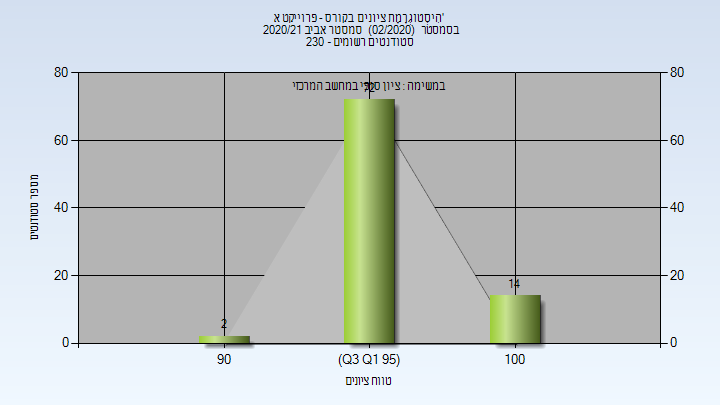 היסטוגרמת ציונים בקורס - פרוייקט א'
בסמסטר (02/2020) סמסטר אביב 2020/21
סטודנטים רשומים - 230
במשימה : ציון סופי במחשב המרכזי
80
60
40
20
0
80
60
40
20
0
מספר סטודנטים
2
72
14
90
(Q3 Q1 95)
100
טווח ציונים